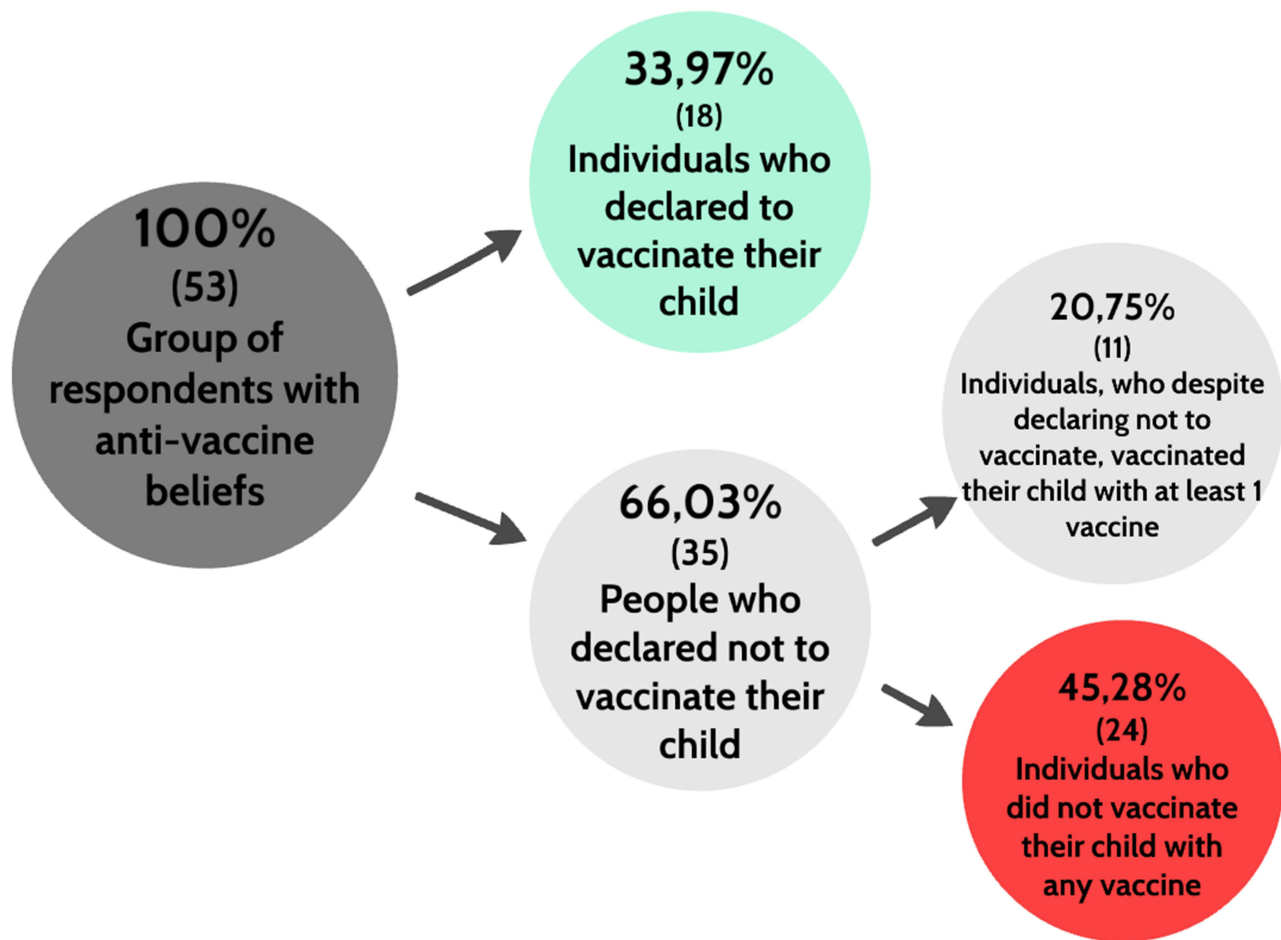 100%
(53)
Group of
respondents with
anti-vaccine
beliefs
33,97%
(18)
Individuals who
declared to
vaccinate their
child
66,03%
(35)
People who
declared not to
vaccinate their
child
20,75%
(11)
Individuals, who despite
declaring not to
vaccinate, vaccinated
their child with at least 1
vaccine
45,28%
(24)
Individuals who
did not vaccinate
their child with
any vaccine